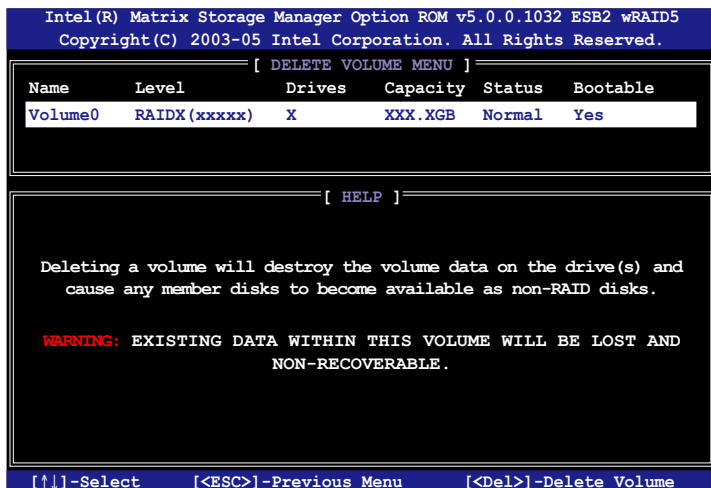 Intel(R) Matrix Storage Manager Option ROM v5.0.0.1032 ESB2 wRAID5
Copyright(C) 2003-05 Intel Corporation. All Rights Reserved.
[ DELETE VOLUME MENU ]
Name Level Drives Capacity Status Bootable
Volume0 RAIDX(xxxxx) X XXX.XGB Normal Yes
[ HELP ]
Deleting a volume will destroy the volume data on the drive(s) and
cause any member disks to become available as non-RAID disks.
WARNING: EXISTING DATA WITHIN THIS VOLUME WILL BE LOST AND
NON-RECOVERABLE.
[↑↓]-Select [<ESC>]-Previous Menu [<Del>]-Delete Volume